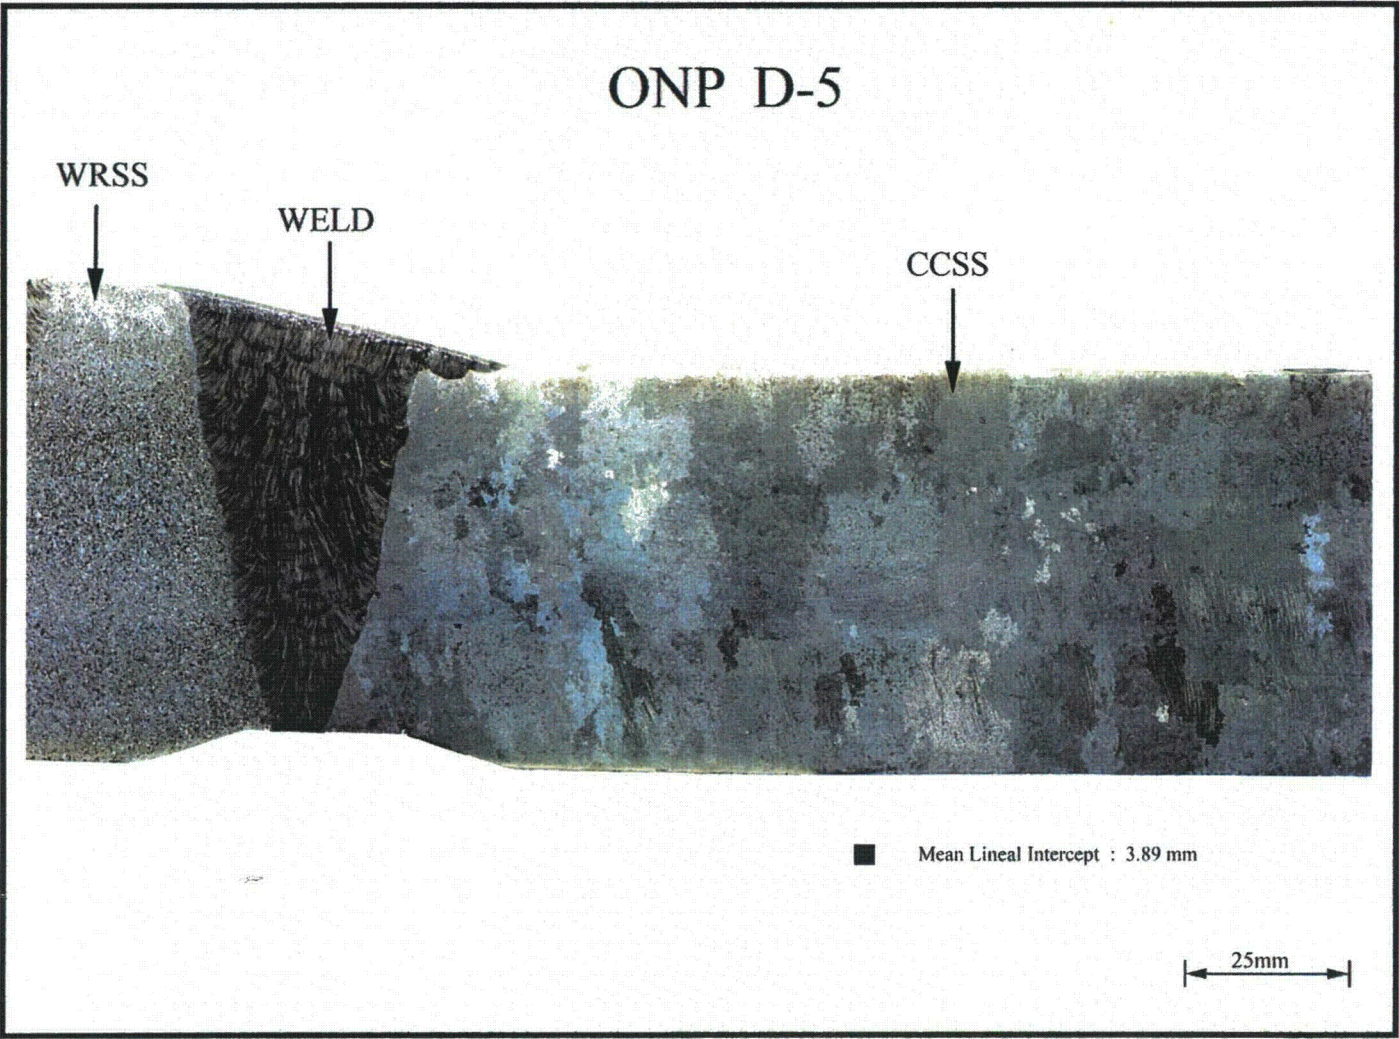 ONP D-5
WRSS
WELD
CCSS
Mean Lineal Intercept : 3.89 mm
25mm